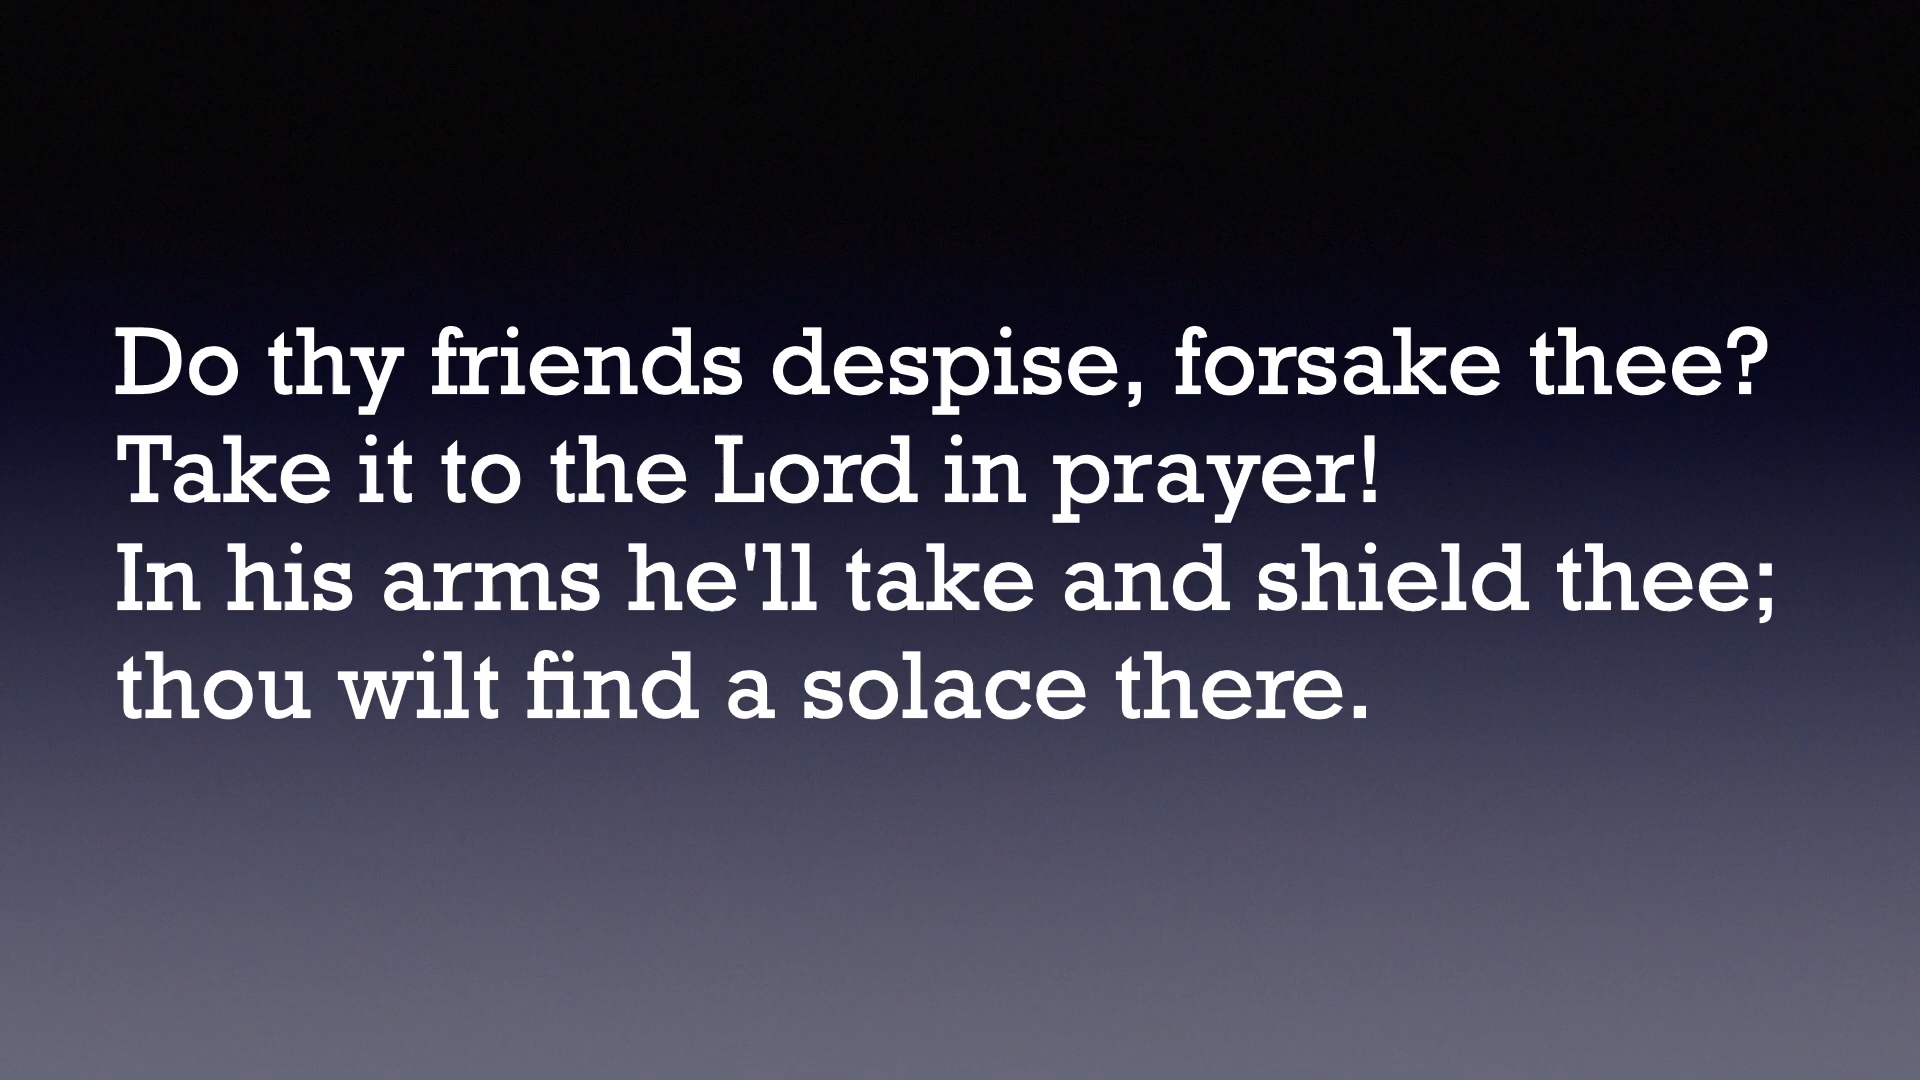 Do thy friends despise, forsake thee?
Take it to the Lord in prayer!
In his arms he'll take and shield thee;
thou wilt find a solace there.